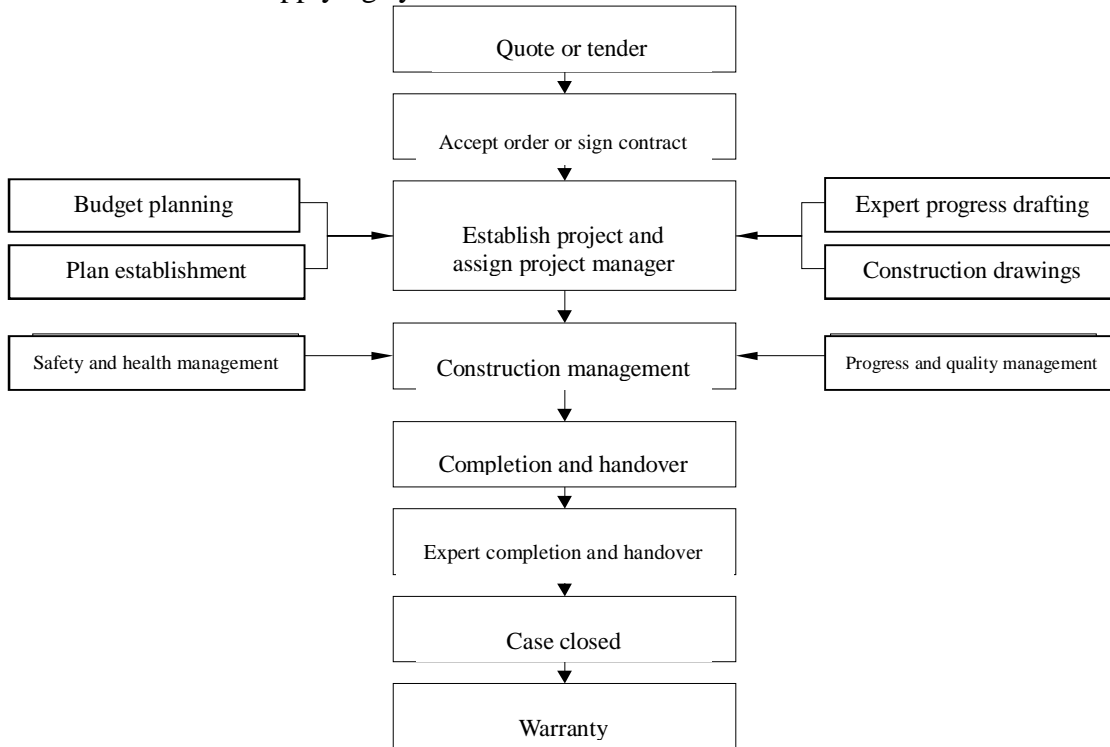 Quote or tender
Accept order or sign contract
Budget planning
Expert progress drafting
Establish project and
assign project manager
Plan establishment
Construction drawings
Safety and health management
Construction management
Progress and quality management
Completion and handover
Expert completion and handover
Case closed
Warranty